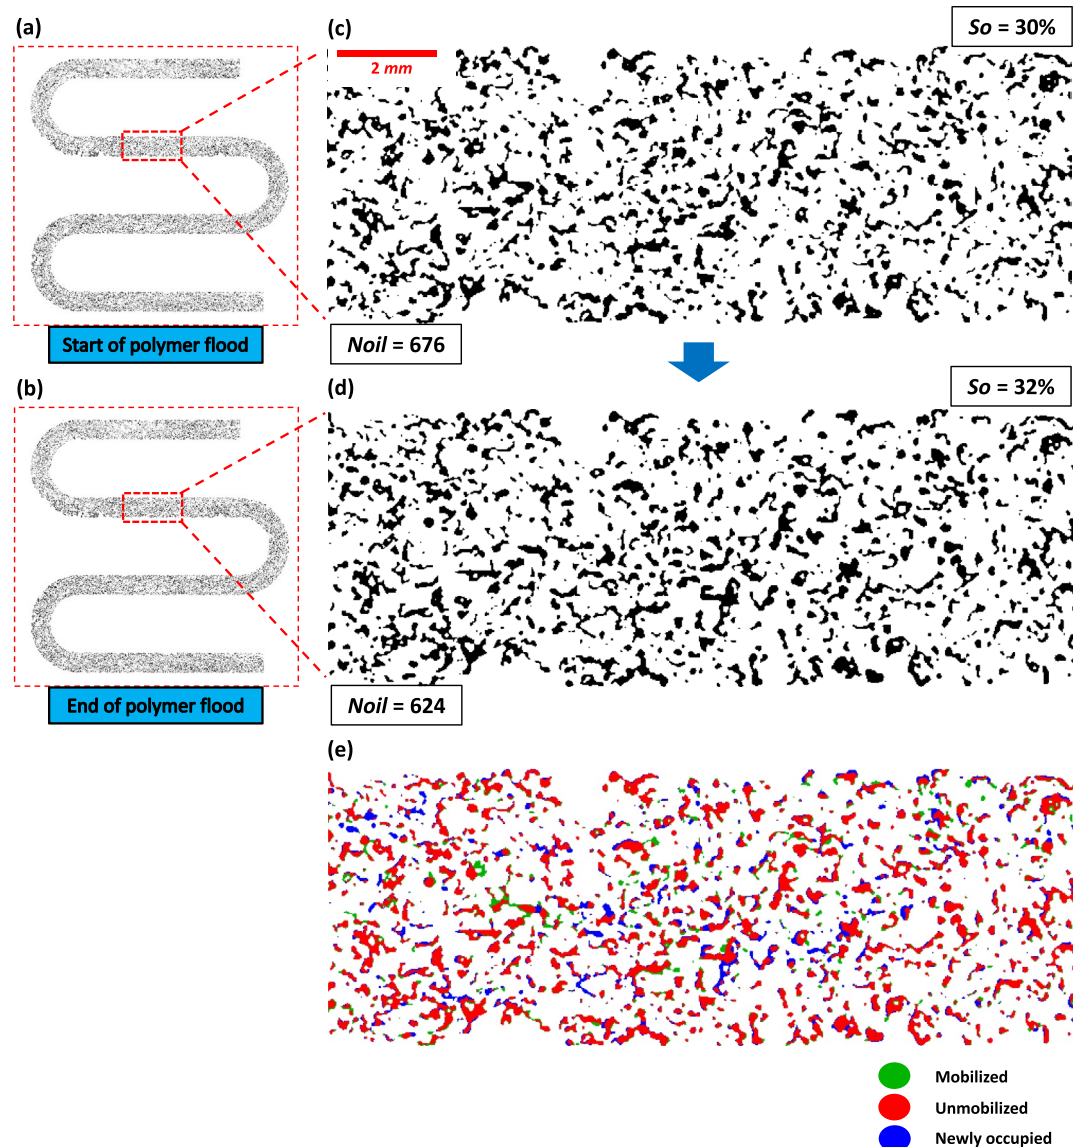 (a)
(c)
So = 30%
2 mm
Start of polymer flood
Noil = 676
(b)
(d)
So = 32%
End of polymer flood
Noil = 624
(e)
Mobilized
Unmobilized
Newly occupied